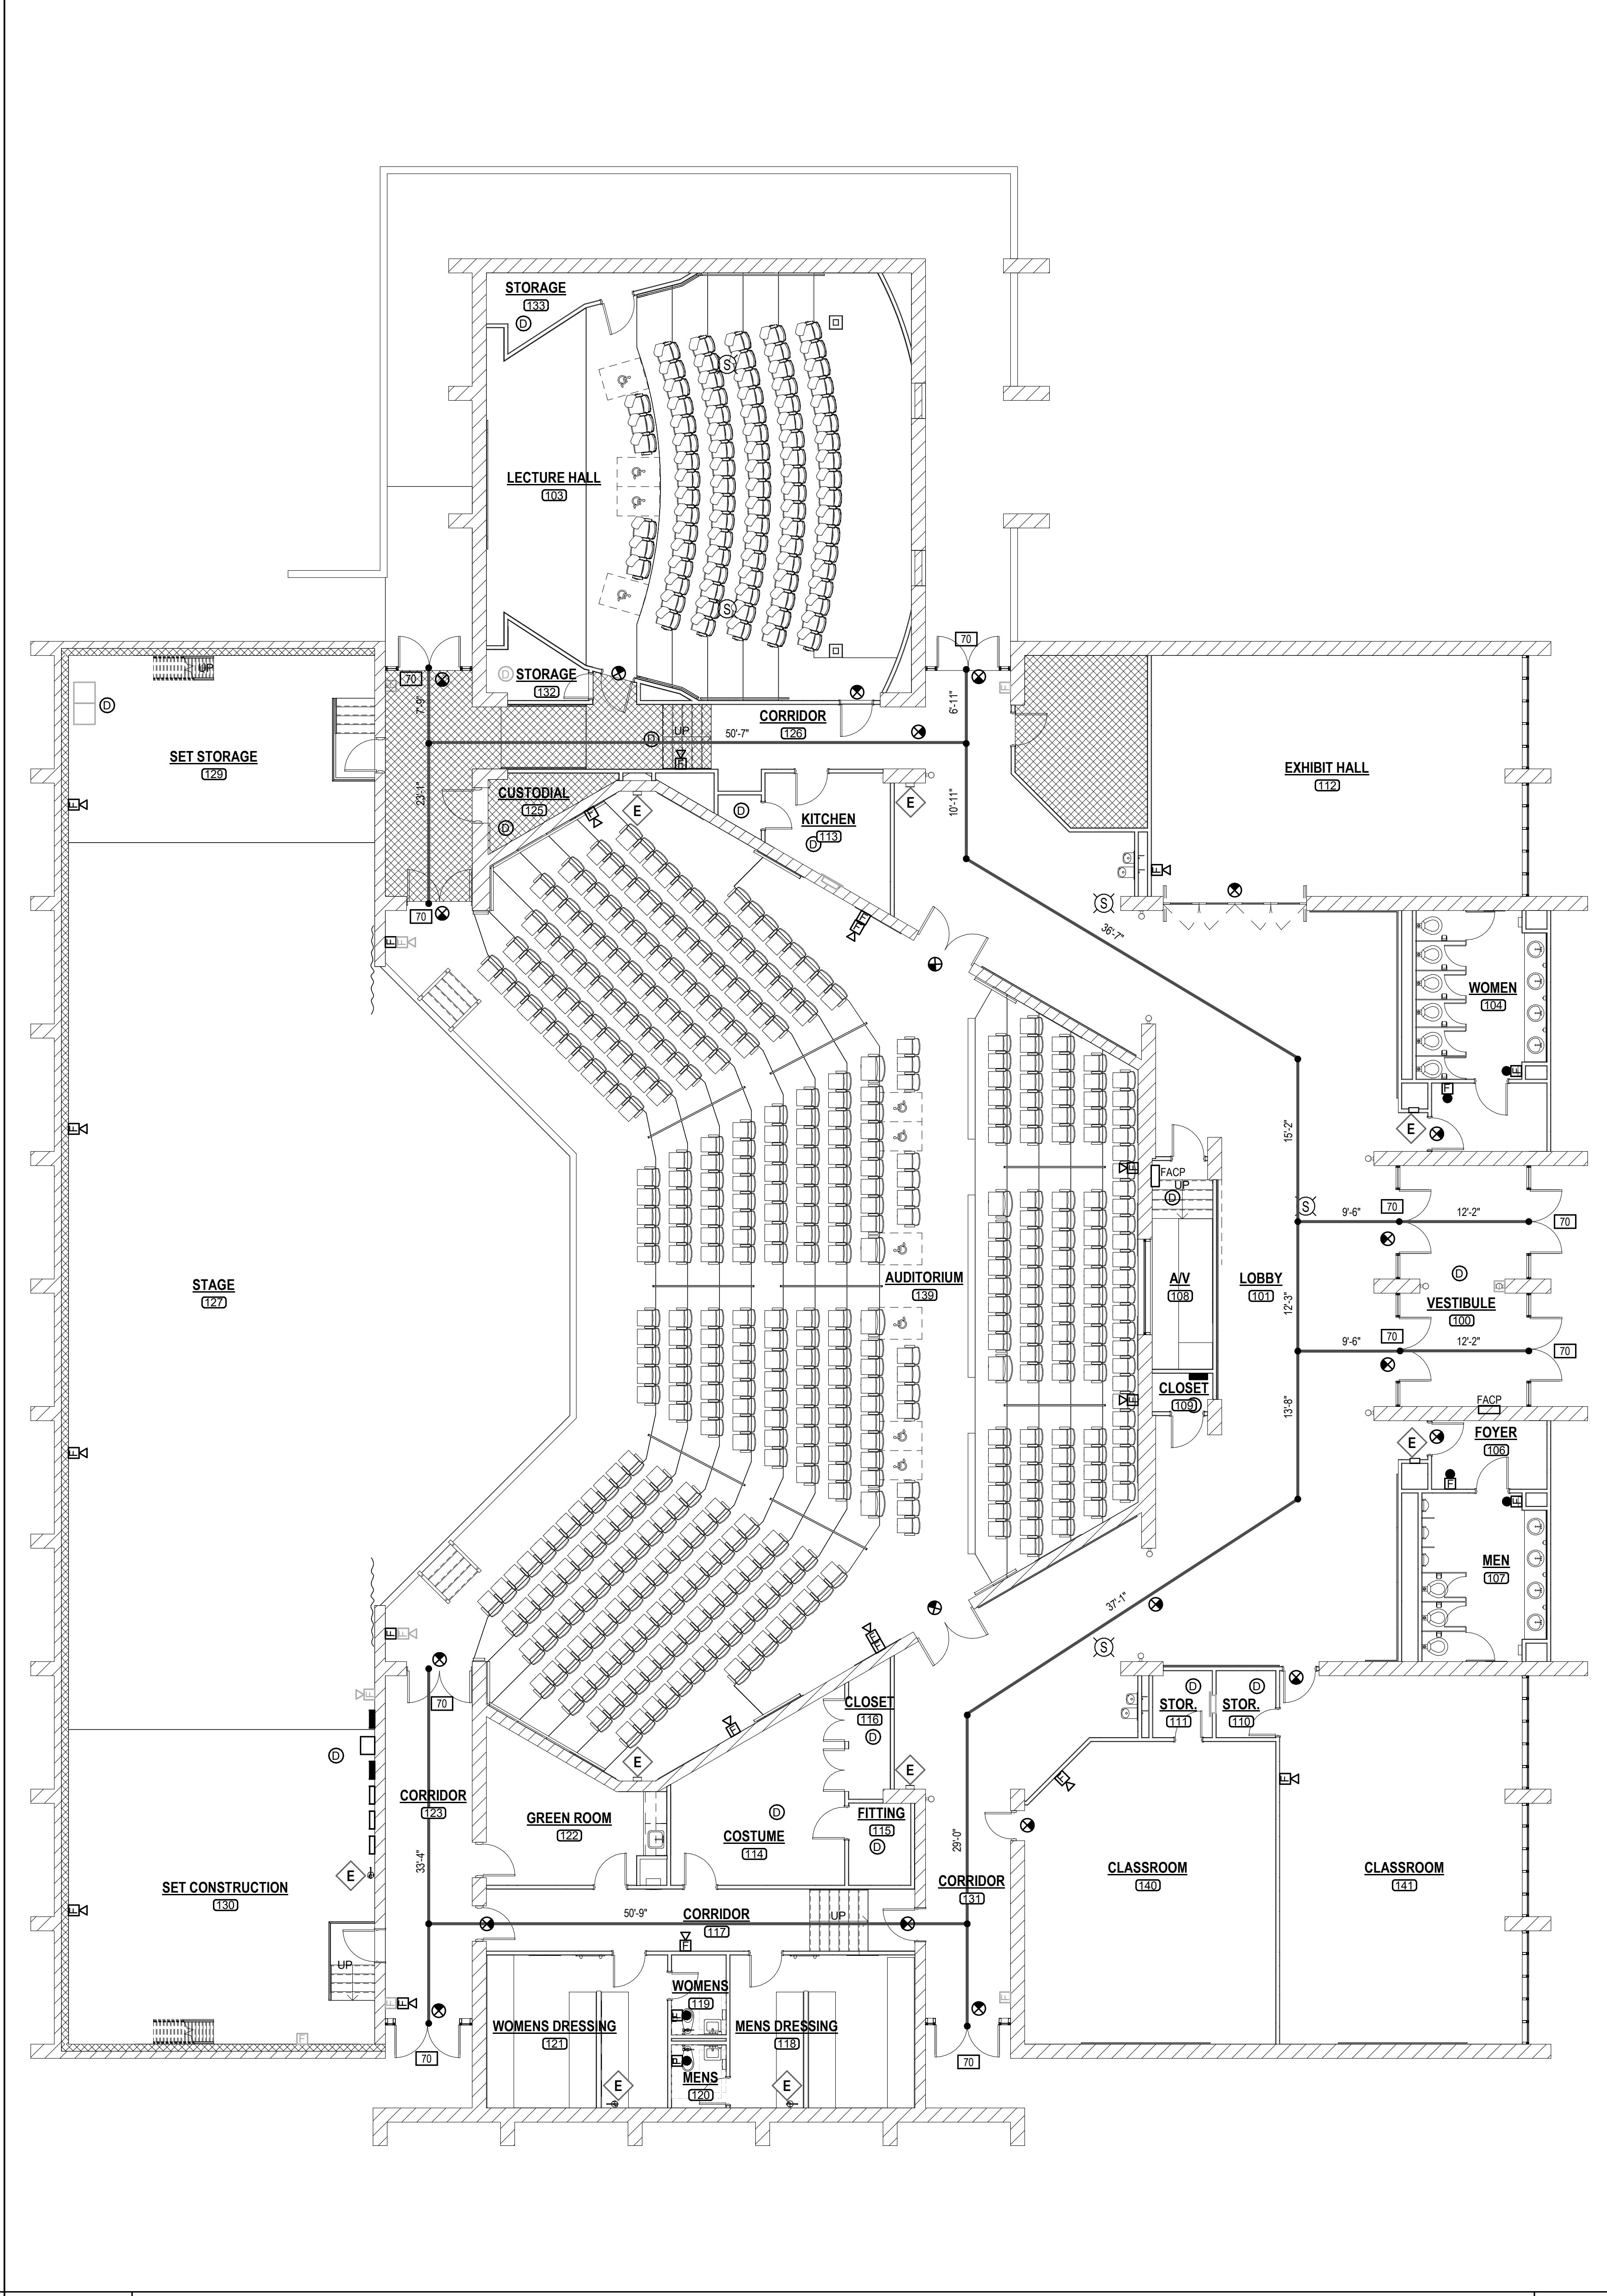 STORAGE
133
D
S
LECTURE HALL
103
S
70
UP
70
D STORAGE
132
D
7'-9"
6'-11"
CORRIDOR
126
UP
50'-7"
D
F
SET STORAGE
129
EXHIBIT HALL
112
23'-1"
CUSTODIAL
125
D
F
E
D
KITCHEN
113
D
E
10'-11"
F
F
70
S
F
F
F
F
36'-7"
WOMEN
104
F
F
F
E
15'-2"
F
FACP
UP
D
S
9'-6"
70
12'-2"
70
STAGE
127
AUDITORIUM
139
A/V
108
LOBBY
101
D
12'-3"
VESTIBULE
100
9'-6"
70
12'-2"
70
CLOSET
109
F
13'-8"
FACP
FOYER
106
E
F
F
F
MEN
107
37'-1"
F
F
F
F
S
70
F
D
STOR.
111
D
STOR.
110
CLOSET
116
D
F
E
E
D
CORRIDOR
123
GREEN ROOM
122
COSTUME
114
D
FITTING
115
D
F
F
29'-0"
33'-4"
E
SET CONSTRUCTION
130
F
CLASSROOM
140
CLASSROOM
141
CORRIDOR
131
50'-9"
CORRIDOR
117
UP
F
UP
F
F
WOMENS
119
F
WOMENS DRESSING
121
MENS DRESSING
118
F
F
MENS
120
70
E
E
70